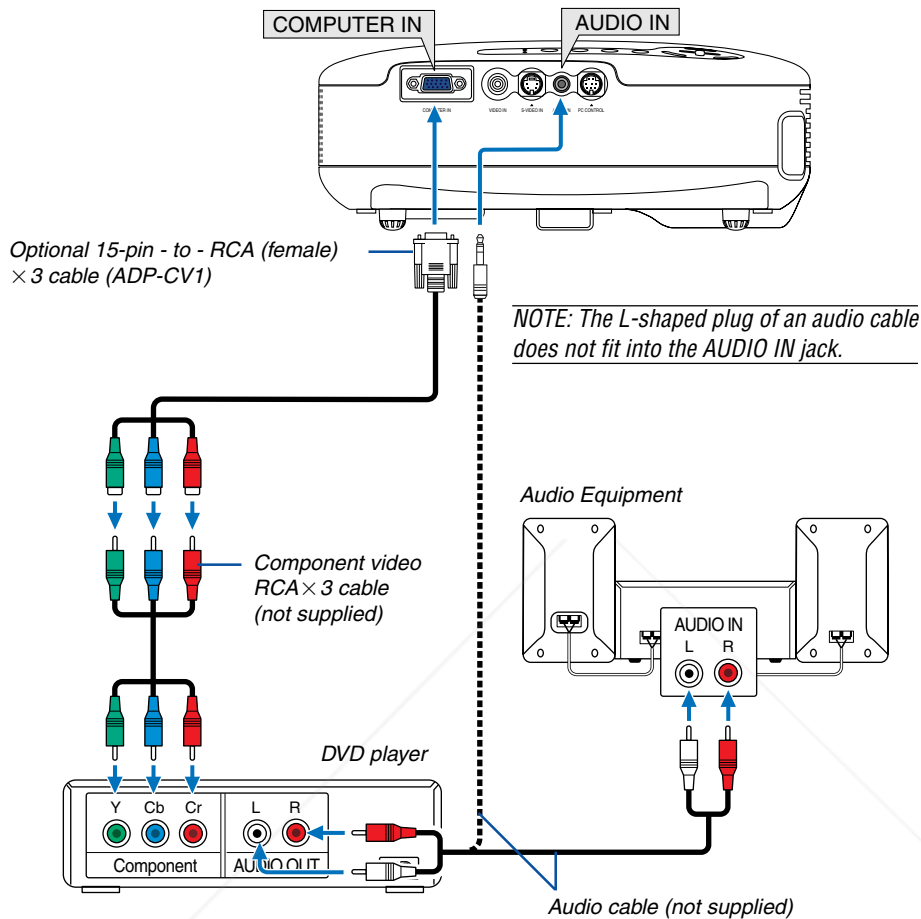 COMPUTER IN
AUDIO IN
VIDEO IN
S-VIDEO IN
PC CONTROL
Optional 15-pin - to - RCA (female)
×3 cable (ADP-CV1)
NOTE: The L-shaped plug of an audio cable
does not fit into the AUDIO IN jack.
Audio Equipment
Component video
RCA×3 cable
(not supplied)
AUDIO IN
L R
DVD player
Y Cb Cr L R
Component AUDIO OUT
Audio cable (not supplied)